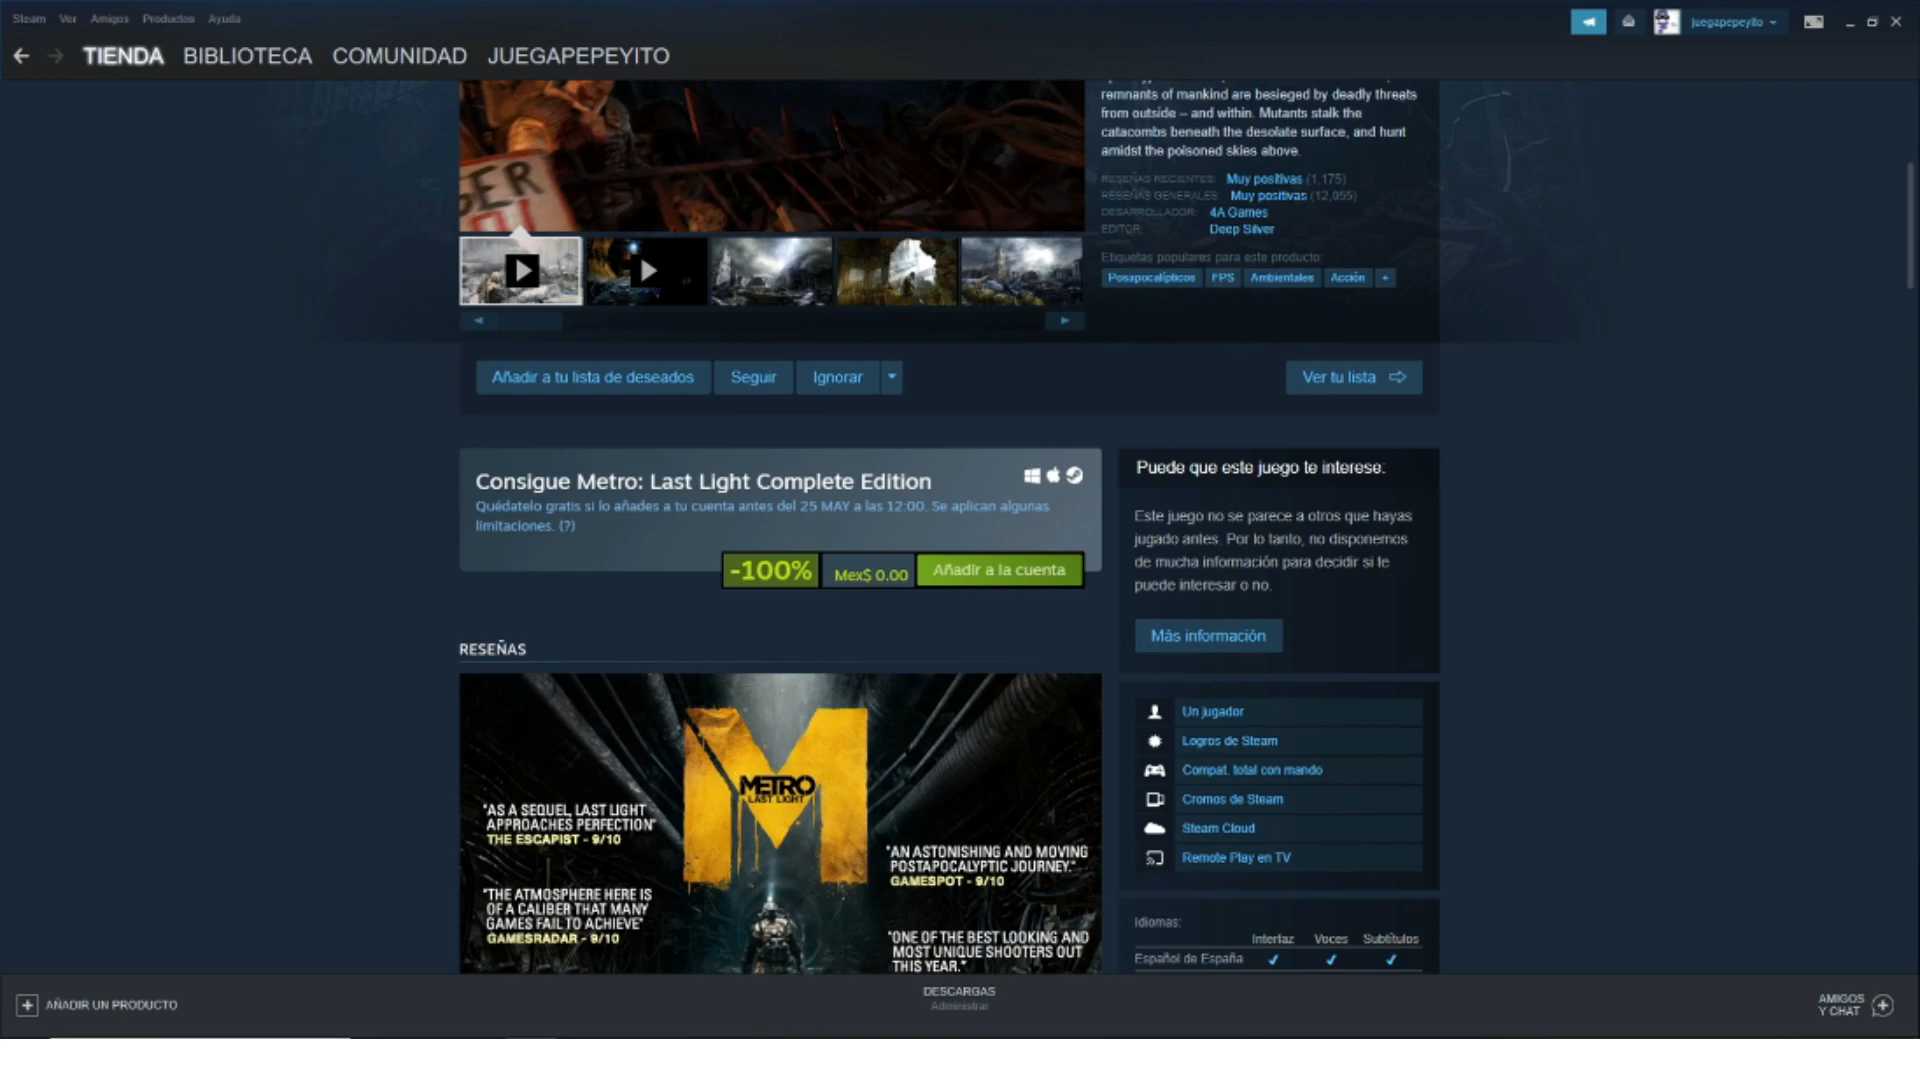 Steam Ver Amigos Productos Ayuda
juegapepeyito
TIENDA BIBLIOTECA COMUNIDAD JUEGAPEPEYITO
remnants of mankind are besieged by deadly threats
from outside – and within. Mutants stalk the
catacombs beneath the desolate surface, and hunt
amidst the poisoned skies above.
RESEÑAS RECIENTES: Muy positivas (1,175)
RESEÑAS GENERALES: Muy positivas (12,055)
DESARROLLADOR: 4A Games
EDITOR: Deep Silver
Etiquetas populares para este producto:
Posapocalípticos FPS Ambientales Acción +
Añadir a tu lista de deseados Seguir Ignorar
Ver tu lista
Consigue Metro: Last Light Complete Edition
Quédatelo gratis si lo añades a tu cuenta antes del 25 MAY a las 12:00. Se aplican algunas
limitaciones. (?)
-100% Mex$ 0.00 Añadir a la cuenta
Puede que este juego te interese:
Este juego no se parece a otros que hayas
jugado antes. Por lo tanto, no disponemos
de mucha información para decidir si te
puede interesar o no.
Más información
RESEÑAS
METRO
LAST LIGHT
"AS A SEQUEL, LAST LIGHT
APPROACHES PERFECTION"
THE ESCAPIST - 9/10
"THE ATMOSPHERE HERE IS
OF A CALIBER THAT MANY
GAMES FAIL TO ACHIEVE"
GAMESRADAR - 9/10
"AN ASTONISHING AND MOVING
POSTAPOCALYPTIC JOURNEY."
GAMESPOT - 9/10
"ONE OF THE BEST LOOKING AND
MOST UNIQUE SHOOTERS OUT
THIS YEAR."
Un jugador
Logros de Steam
Compat. total con mando
Cromos de Steam
Steam Cloud
Remote Play en TV
Idiomas:
Interfaz Voces Subtítulos
Español de España ✔ ✔ ✔
AÑADIR UN PRODUCTO
DESCARGAS
Administrar
AMIGOS
Y CHAT